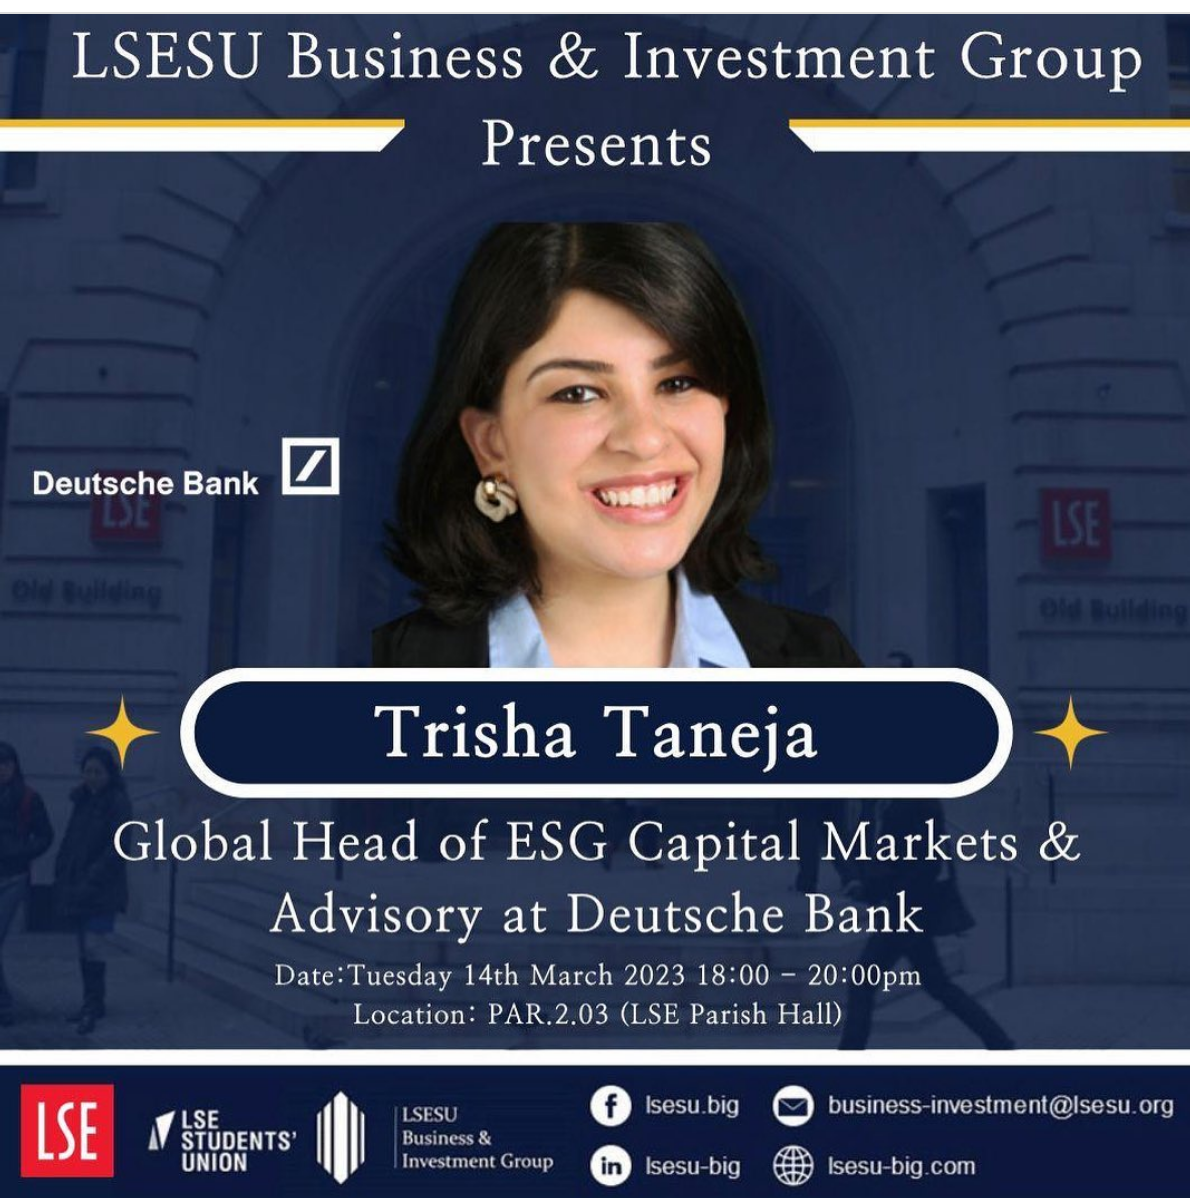 LSESU Business & Investment Group
Presents
Deutsche Bank
LSE
LSE
Old Building
Old Building
Trisha Taneja
Global Head of ESG Capital Markets &
Advisory at Deutsche Bank
Date:Tuesday 14th March 2023 18:00 - 20:00pm
Location: PAR.2.03 (LSE Parish Hall)
LSE
LSE
STUDENTS'
UNION
LSESU
Business &
Investment Group
lsesu.big
business-investment@lsesu.org
lsesu-big
lsesu-big.com